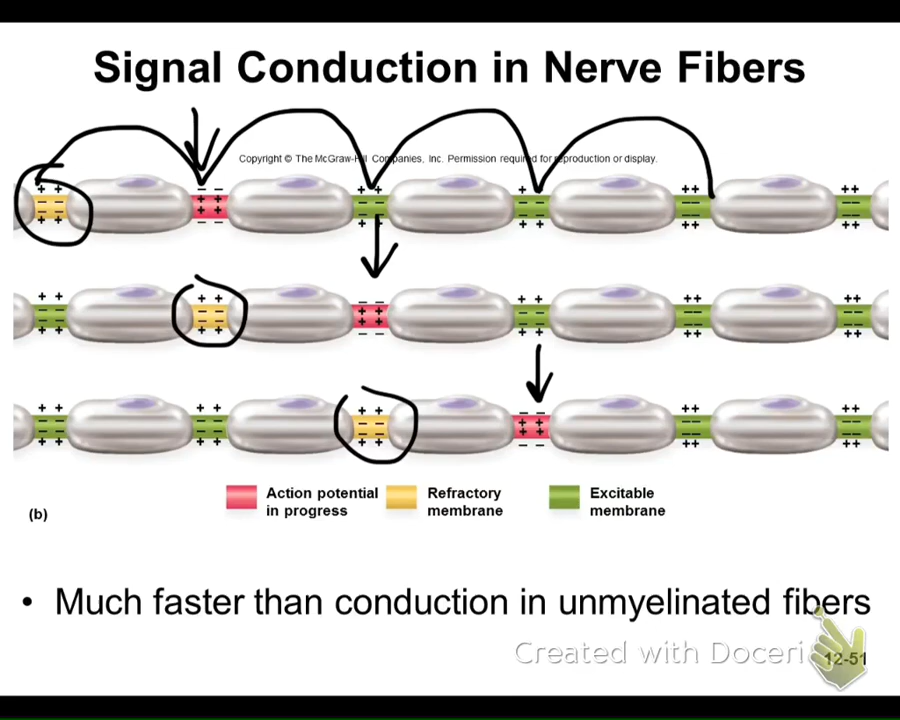 Signal Conduction in Nerve Fibers
Copyright © The McGraw-Hill Companies, Inc. Permission required for reproduction or display.
Action potential
in progress
Refractory
membrane
Excitable
membrane
(b)
• Much faster than conduction in unmyelinated fibers
Created with Doceri
12-51